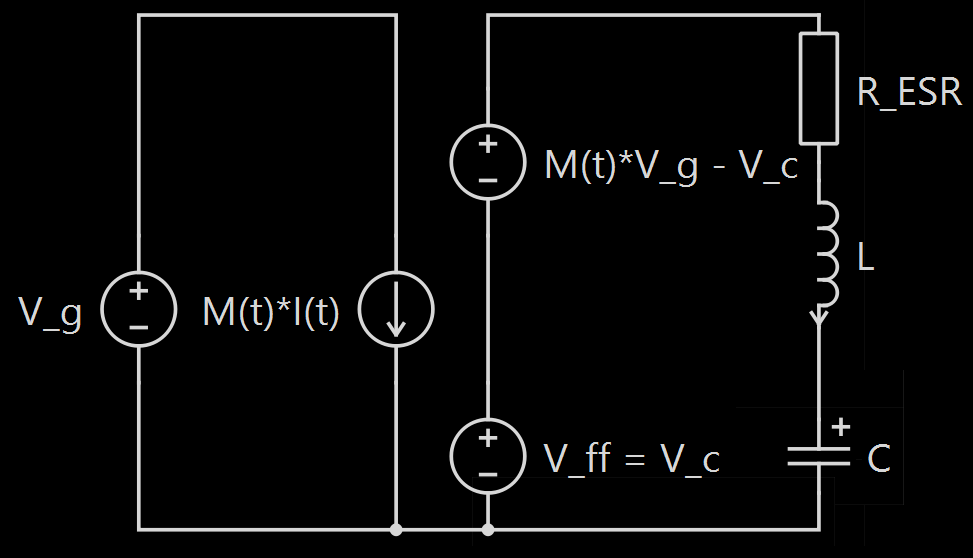 R_ESR
M(t)*V_g - V_c
L
V_g
M(t)*I(t)
V_ff = V_c
C